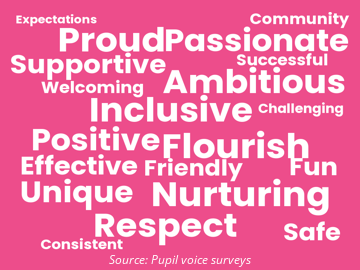 Expectations
Community
Proud
Passionate
Supportive
Successful
Welcoming
Ambitious
Inclusive
Challenging
Positive
Flourish
Effective
Friendly
Fun
Unique
Nurturing
Respect
Safe
Consistent
Source: Pupil voice surveys